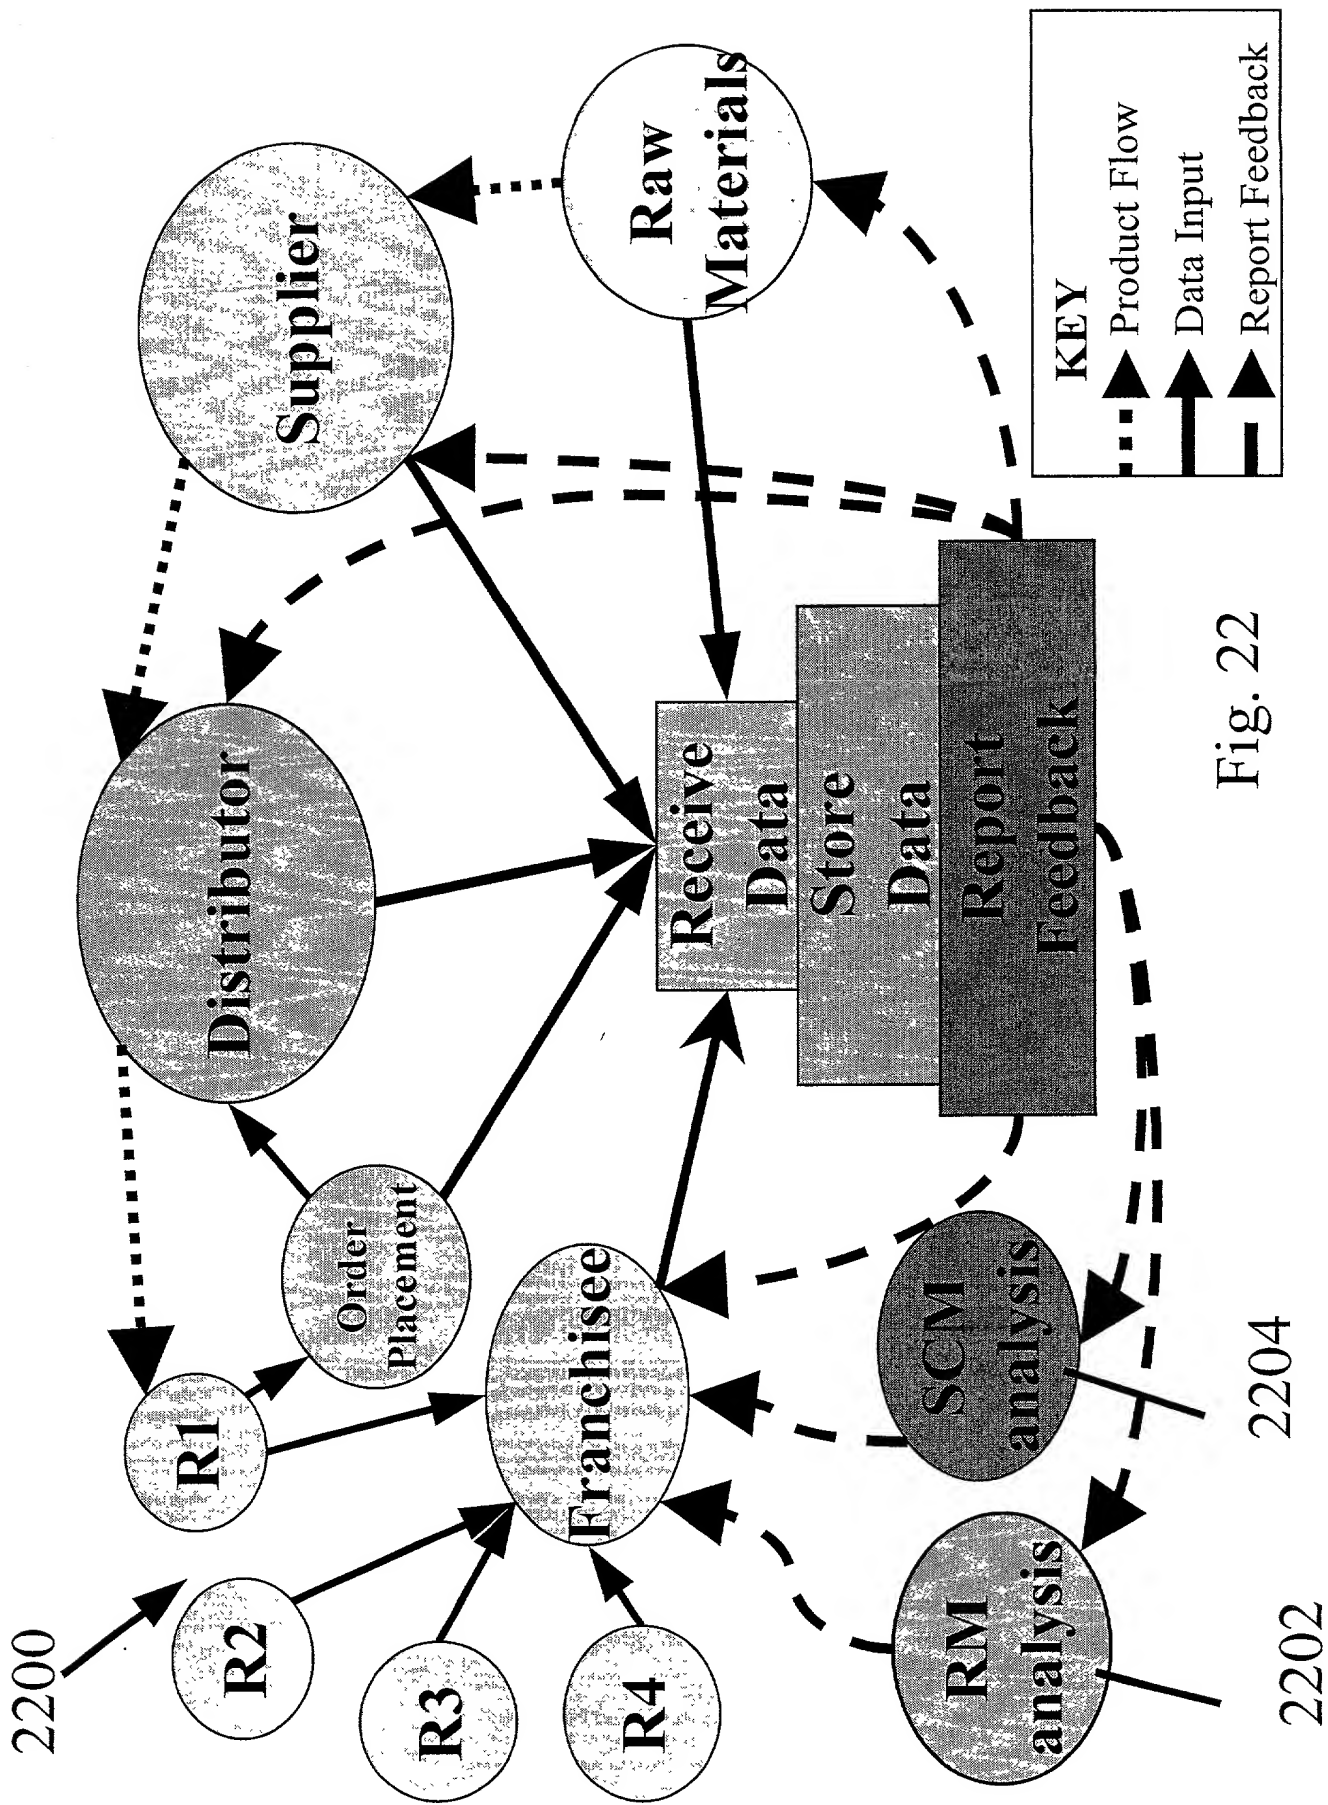 2200
R1
R2
R3
R4
Order
Placement
Distributor
Supplier
Raw
Materials
Franchisee
Receive
Data
Store
Data
Report
Feedback
RM
analysis
SCM
analysis
2202
2204
KEY
Product Flow
Data Input
Report Feedback
Fig. 22